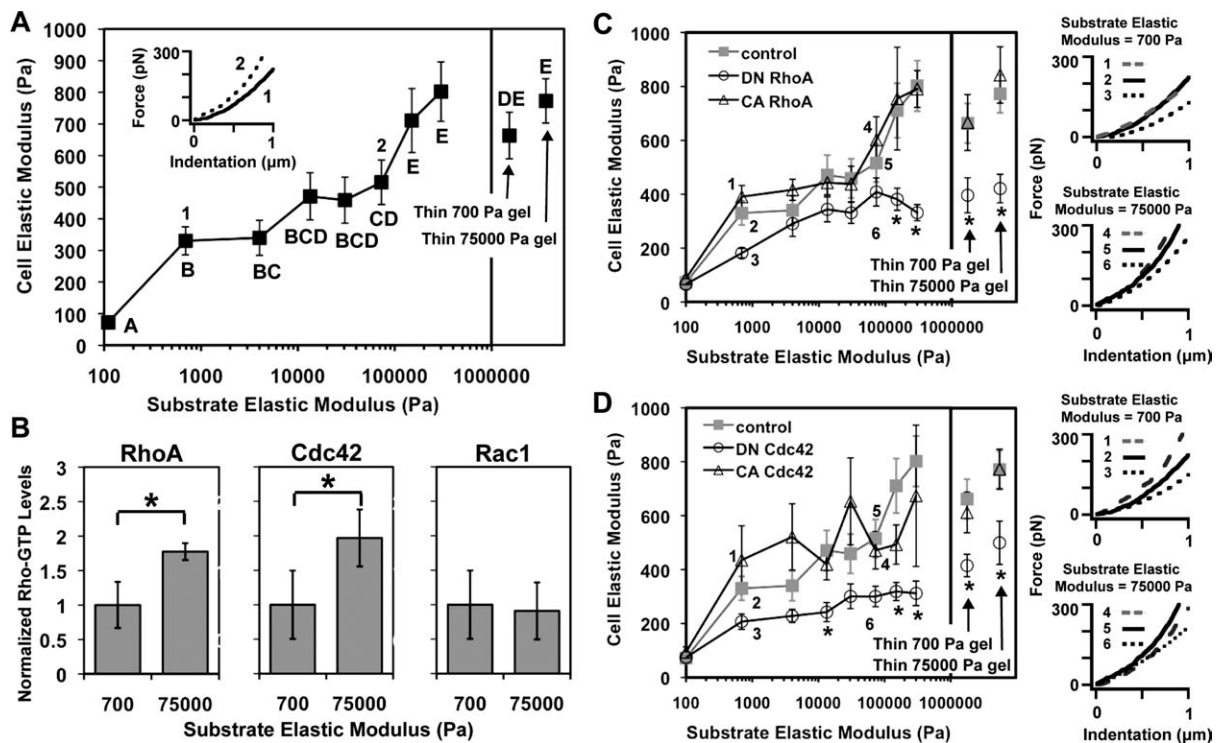 A
1000
900
800
700
600
500
400
300
200
100
0
Cell Elastic Modulus (Pa)
300
0
Force (pN)
2
1
0
1
Indentation (µm)
A
1
B
BC
BCD
BCD
2
CD
E
E
DE
E
Thin 700 Pa gel
Thin 75000 Pa gel
100
1000
10000
100000
1000000
Substrate Elastic Modulus (Pa)
B
RhoA
Cdc42
Rac1
3
2.5
2
1.5
1
0.5
0
Normalized Rho-GTP Levels
*
*
700
75000
700
75000
700
75000
Substrate Elastic Modulus (Pa)
C
1000
800
600
400
200
0
Cell Elastic Modulus (Pa)
control
DN RhoA
CA RhoA
1
2
3
4
5
6
*
*
*
*
Thin 700 Pa gel
Thin 75000 Pa gel
100
1000
10000
100000
1000000
Substrate Elastic Modulus (Pa)
Substrate Elastic
Modulus = 700 Pa
1
2
3
300
0
0
1
Substrate Elastic
Modulus = 75000 Pa
4
5
6
300
0
0
1
Force (pN)
Indentation (µm)
D
1000
800
600
400
200
0
Cell Elastic Modulus (Pa)
control
DN Cdc42
CA Cdc42
1
2
3
4
5
6
*
*
*
*
*
Thin 700 Pa gel
Thin 75000 Pa gel
100
1000
10000
100000
1000000
Substrate Elastic Modulus (Pa)
Substrate Elastic
Modulus = 700 Pa
1
2
3
300
0
0
1
Substrate Elastic
Modulus = 75000 Pa
4
5
6
300
0
0
1
Force (pN)
Indentation (µm)